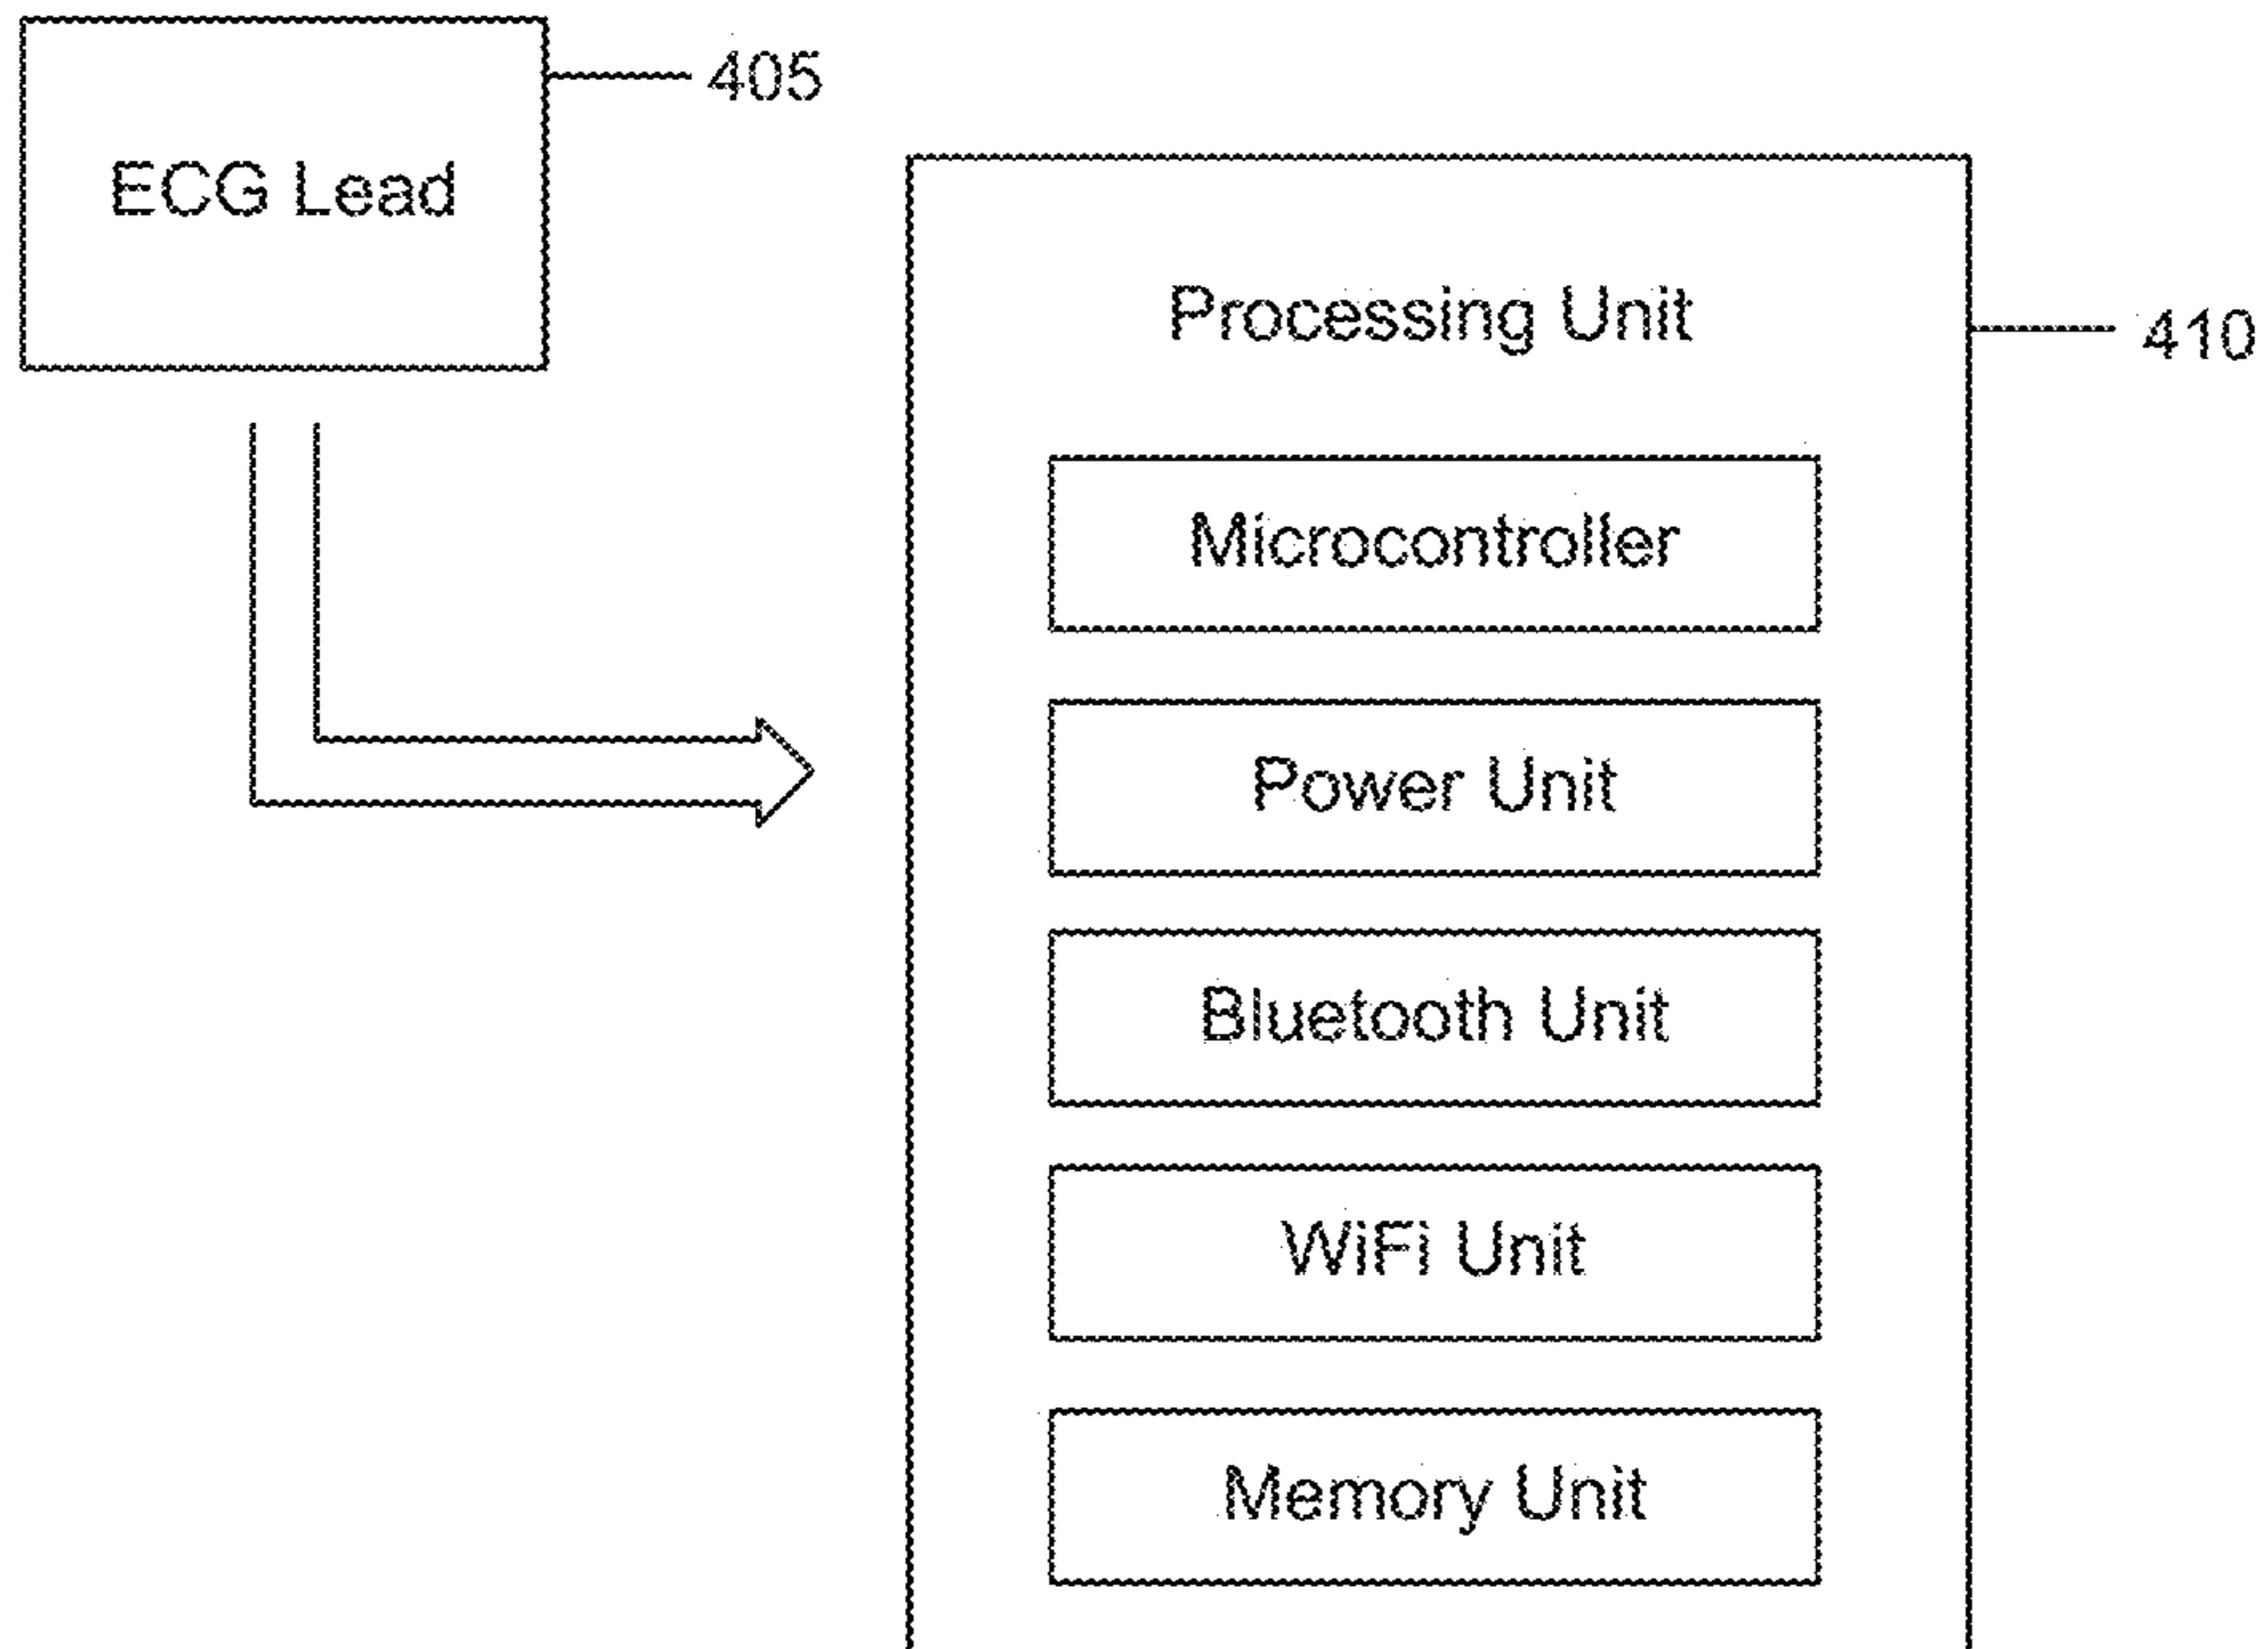 405
ECG Lead
Processing Unit
410
Microcontroller
Power Unit
Bluetooth Unit
WiFi Unit
Memory Unit